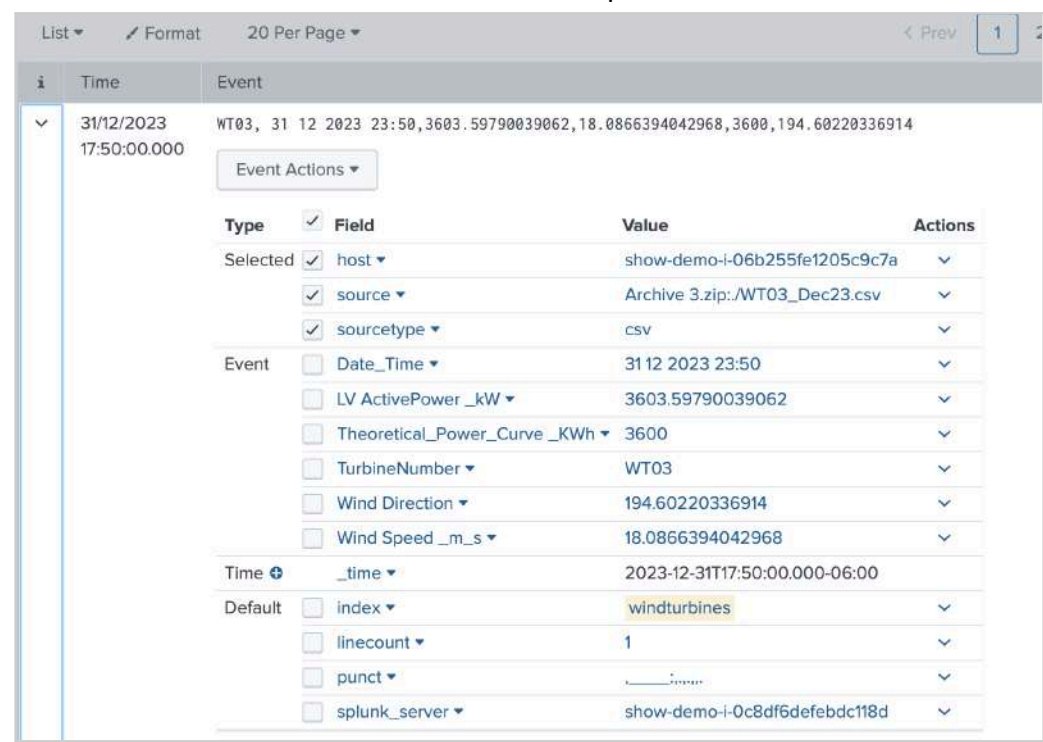 List Format 20 Per Page < Prev 1 2
i Time Event
31/12/2023 WT03, 31 12 2023 23:50,3603.59790039062,18.0866394042968,3600,194.60220336914
17:50:00.000
Event Actions
Type Field Value Actions
Selected host show-demo-i-06b255fe1205c9c7a
source Archive 3.zip:./WT03_Dec23.csv
sourcetype csv
Event Date_Time 31 12 2023 23:50
LV ActivePower _kW 3603.59790039062
Theoretical_Power_Curve _KWh 3600
TurbineNumber WT03
Wind Direction 194.60220336914
Wind Speed _m_s 18.0866394042968
Time _time 2023-12-31T17:50:00.000-06:00
Default index windturbines
linecount 1
punct
splunk_server show-demo-i-0c8df6defebdc118d